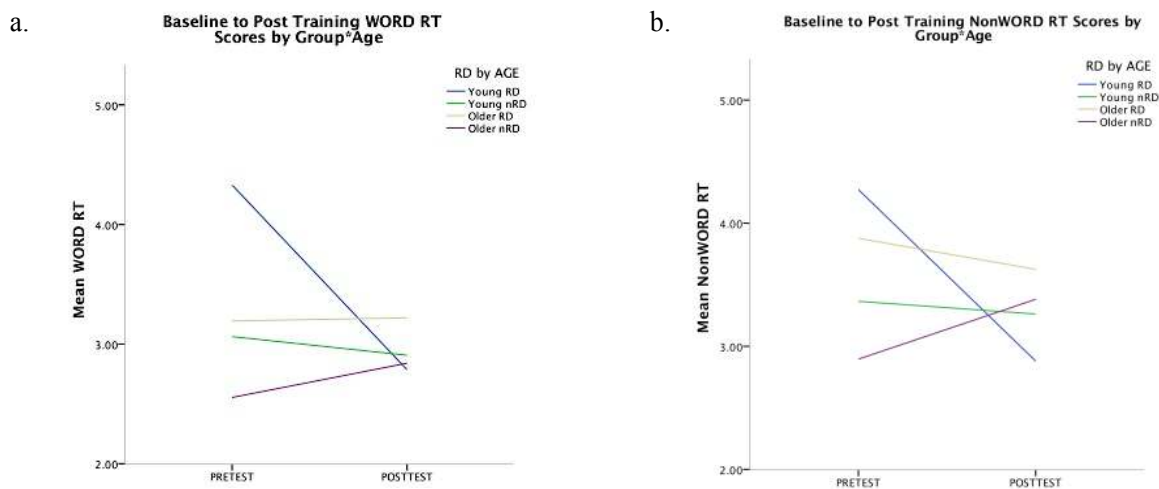 a.
Baseline to Post Training WORD RT
Scores by Group*Age
RD by AGE
Young RD
Young nRD
Older RD
Older nRD
5.00
4.00
3.00
2.00
Mean WORD RT
PRETEST
POSTTEST
b.
Baseline to Post Training NonWORD RT Scores by
Group*Age
RD by AGE
Young RD
Young nRD
Older RD
Older nRD
5.00
4.00
3.00
2.00
Mean NonWORD RT
PRETEST
POSTTEST